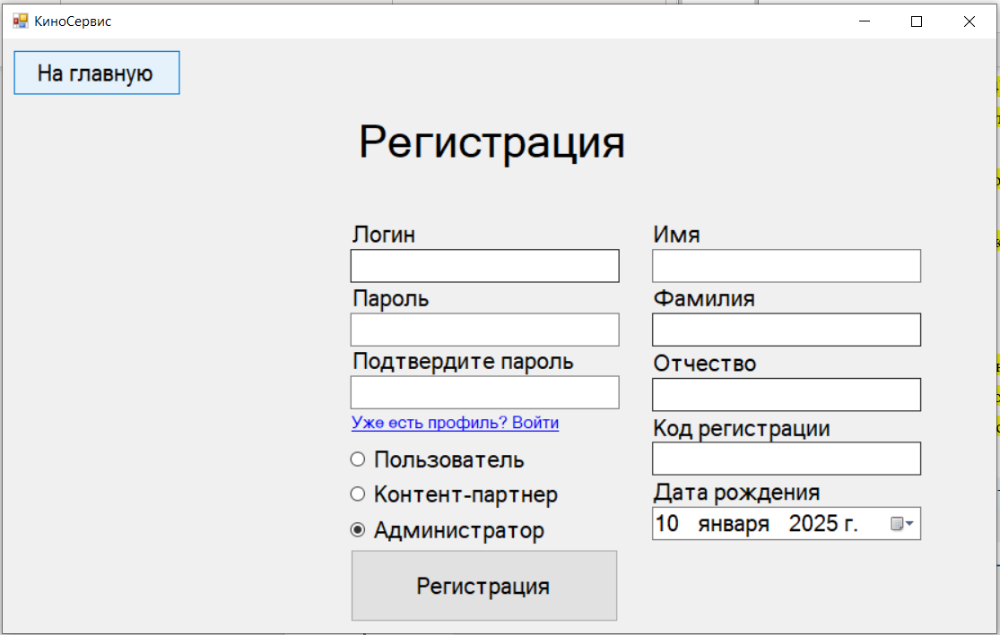 КиноСервис
На главную
Регистрация
Логин
Пароль
Подтвердите пароль
Уже есть профиль? Войти
Пользователь
Контент-партнер
Администратор
Регистрация
Имя
Фамилия
Отчество
Код регистрации
Дата рождения
10 января 2025 г.